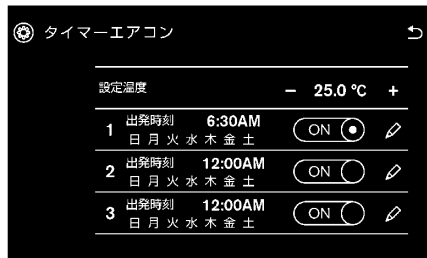 タイマーエアコン
設定温度 － 25.0 ℃ ＋
1 出発時刻 6:30AM ON
日 月 火 水 木 金 土
2 出発時刻 12:00AM ON
日 月 火 水 木 金 土
3 出発時刻 12:00AM ON
日 月 火 水 木 金 土